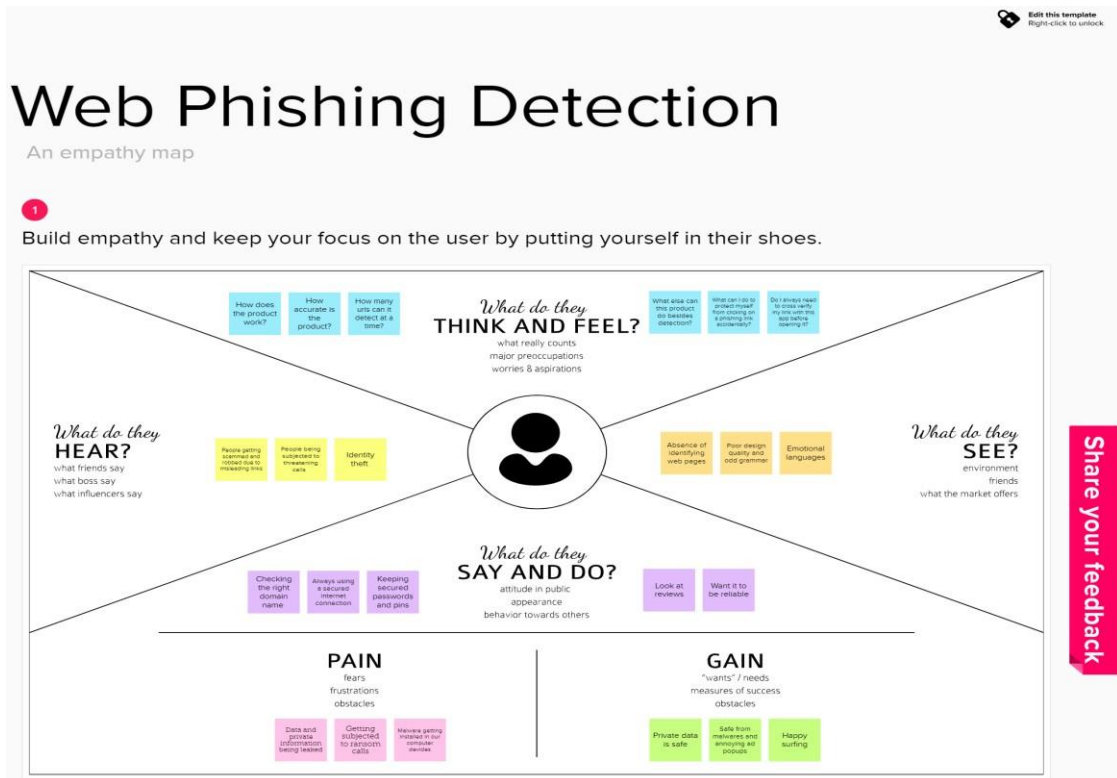 Edit this template
Right-click to unlock
Web Phishing Detection
An empathy map
1
Build empathy and keep your focus on the user by putting yourself in their shoes.
How does
the product
work?
How
accurate is
the
product?
How many
urls can it
detect at a
time?
What do they
THINK AND FEEL?
what really counts
major preoccupations
worries & aspirations
What else can
this product
do besides
detection?
What can I do to
protect myself
from clicking on
a phishing link
accidentally?
Do I always need
to cross verify
my link with this
app before
opening it?
What do they
HEAR?
what friends say
what boss say
what influencers say
People getting
scammed and
robbed due to
misleading links
People being
subjected to
threatening
calls
Identity
theft
Absence of
identifying
web pages
Poor design
quality and
odd grammar
Emotional
languages
What do they
SEE?
environment
friends
what the market offers
Share your feedback
What do they
SAY AND DO?
attitude in public
appearance
behavior towards others
Checking
the right
domain
name
Always using
a secured
internet
connection
Keeping
secured
passwords
and pins
Look at
reviews
Want it to
be reliable
PAIN
fears
frustrations
obstacles
Data and
private
information
being leaked
Getting
subjected
to ransom
calls
Malware getting
installed in our
computer
devides
GAIN
"wants" / needs
measures of success
obstacles
Private data
is safe
Safe from
malwares and
annoying ad
popups
Happy
surfing